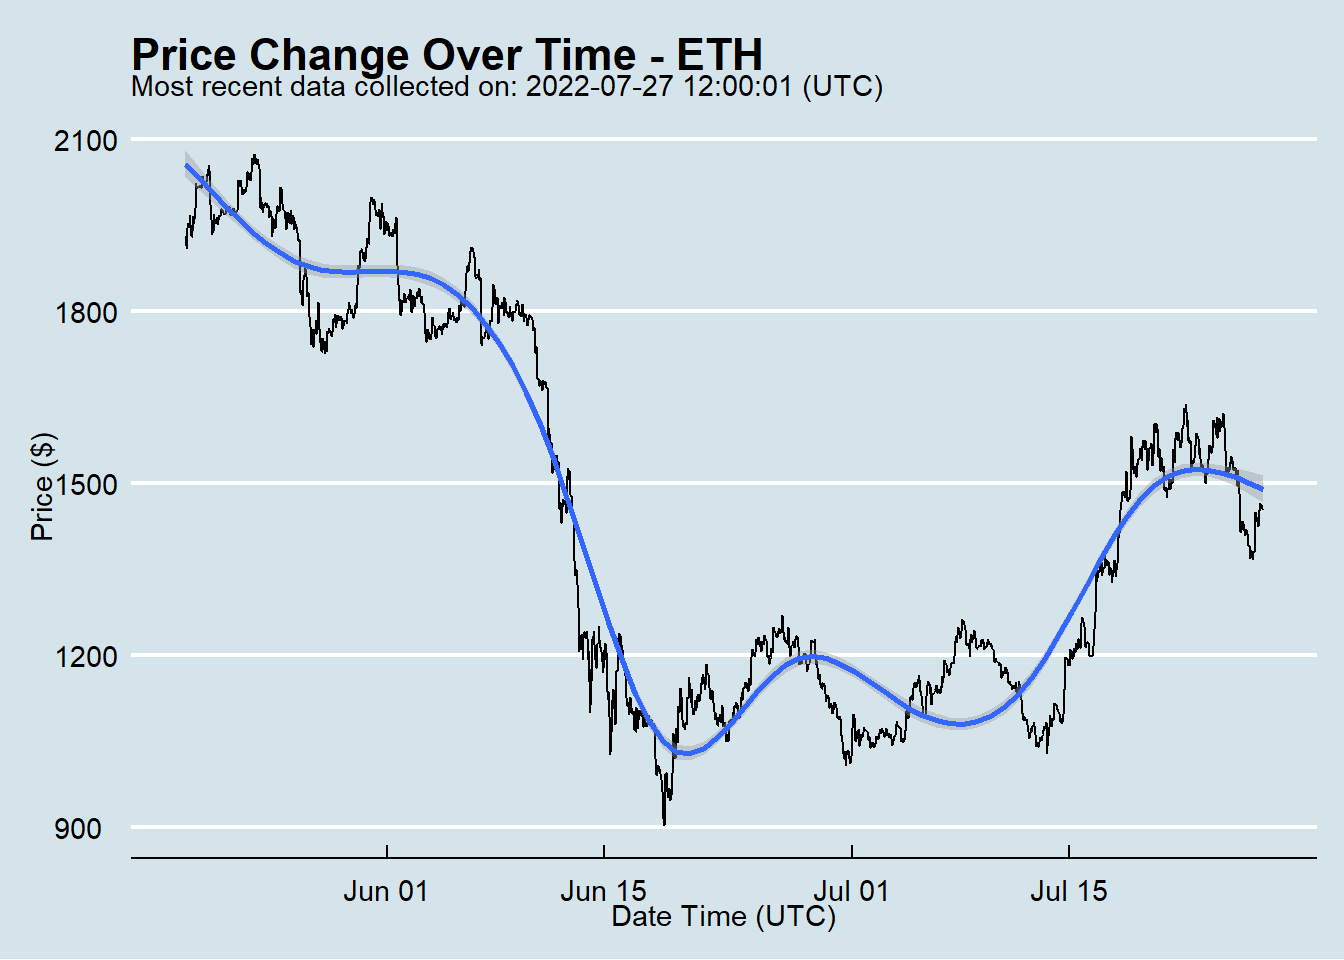 Price Change Over Time - ETH
Most recent data collected on: 2022-07-27 12:00:01 (UTC)
2100
1800
1500
1200
900
Price ($)
Jun 01
Jun 15
Jul 01
Jul 15
Date Time (UTC)